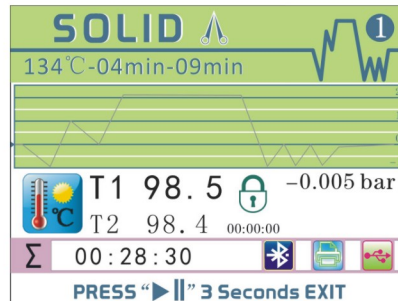 SOLID
1
134℃-04min-09min
T1 98.5
-0.005 bar
T2 98.4 00:00:00
Σ 00:28:30
PRESS “▶||” 3 Seconds EXIT